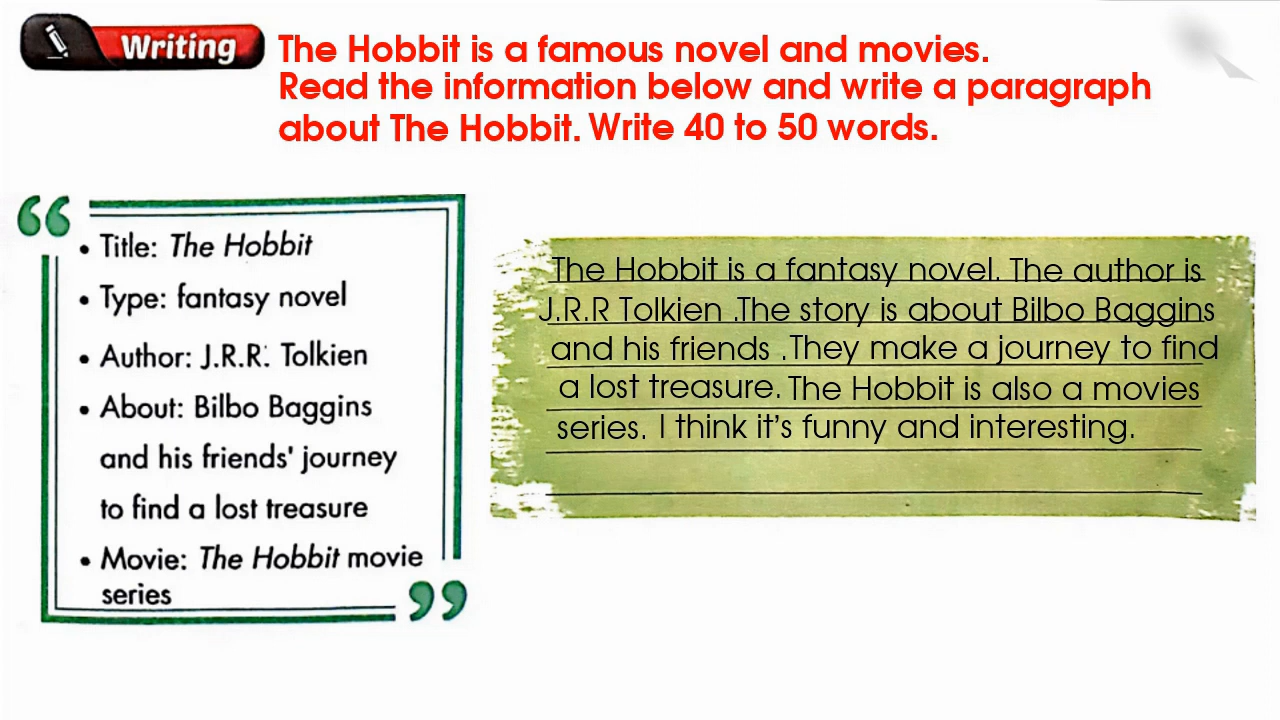 Writing
The Hobbit is a famous novel and movies.
Read the information below and write a paragraph
about The Hobbit. Write 40 to 50 words.
• Title: The Hobbit
• Type: fantasy novel
• Author: J.R.R. Tolkien
• About: Bilbo Baggins
and his friends' journey
to find a lost treasure
• Movie: The Hobbit movie
series
The Hobbit is a fantasy novel. The author is
J.R.R Tolkien .The story is about Bilbo Baggins
and his friends .They make a journey to find
a lost treasure. The Hobbit is also a movies
series. I think it's funny and interesting.